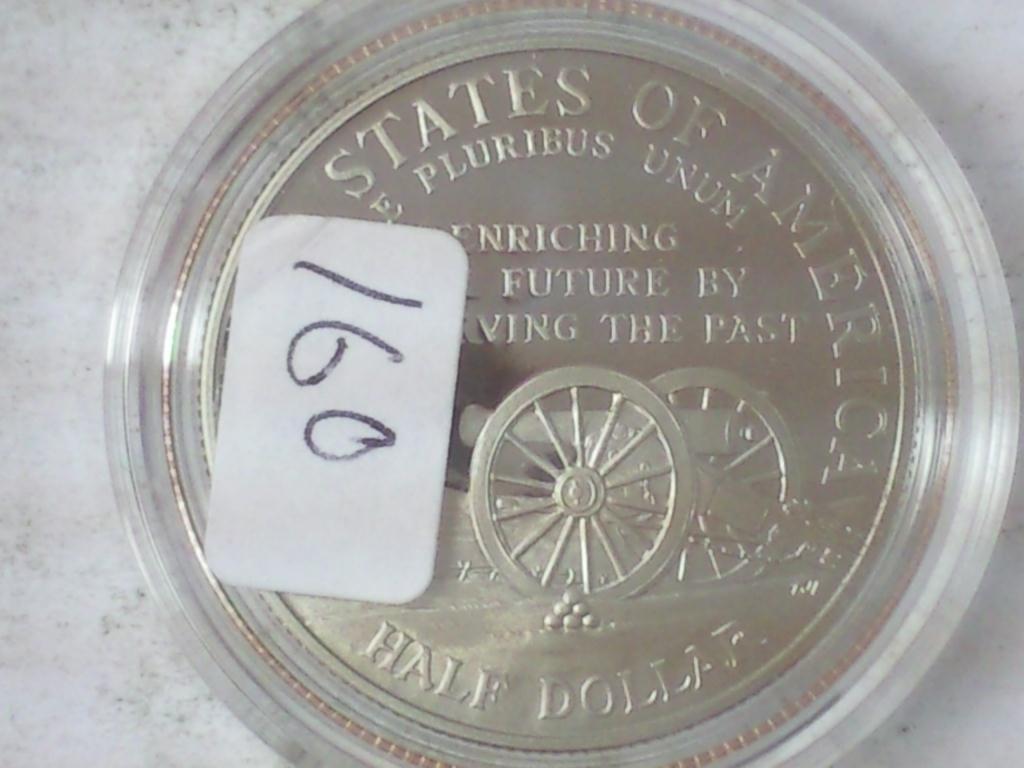 STATES OF AMERICA
E PLURIBUS UNUM
ENRICHING
FUTURE BY
VING THE PAST
160
HALF DOLLAR